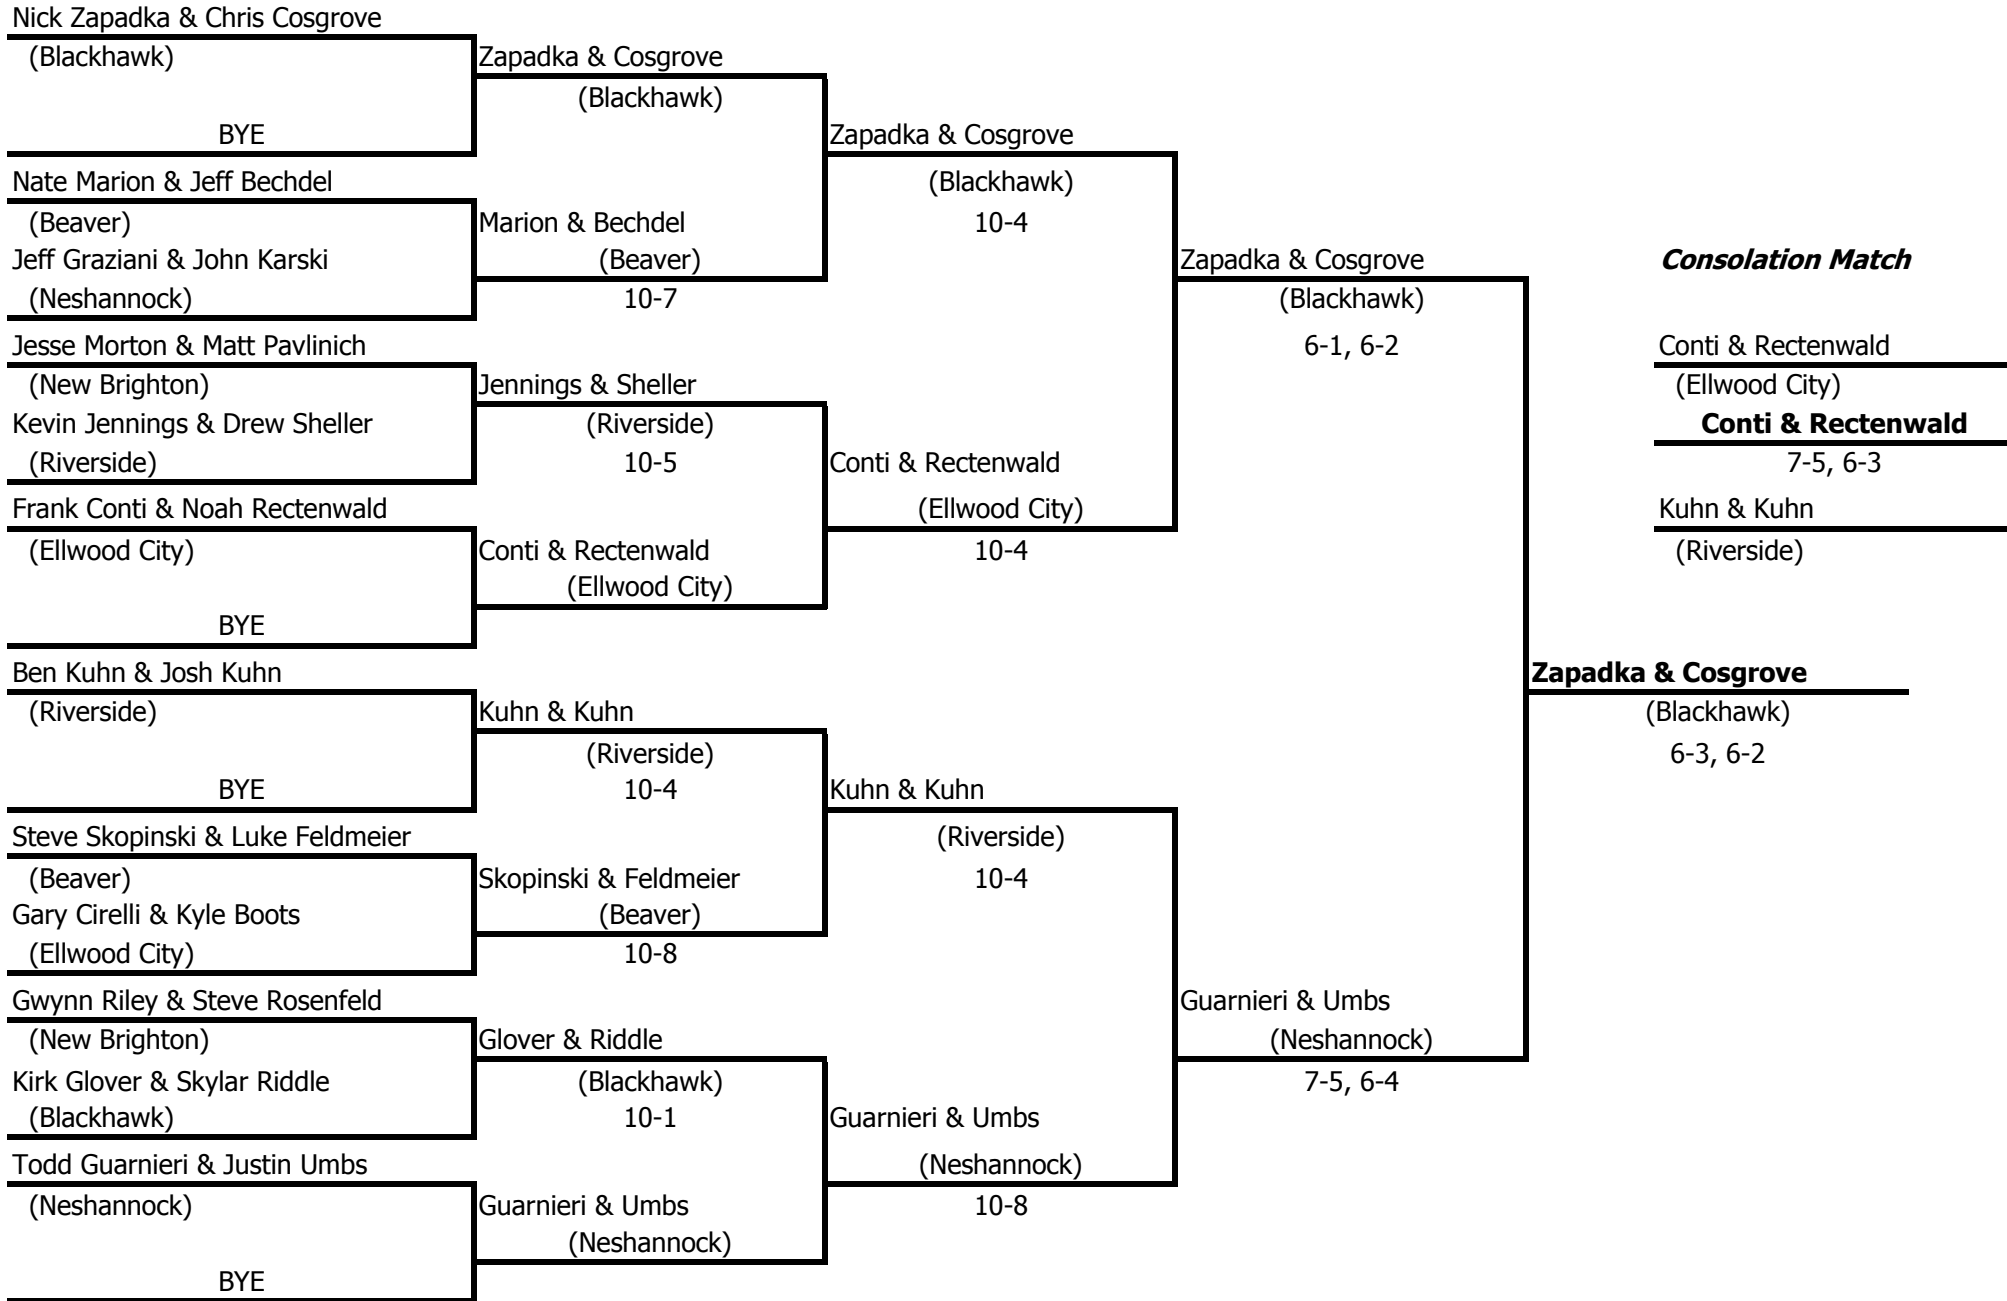 Nick Zapadka & Chris Cosgrove
(Blackhawk)
BYE
Nate Marion & Jeff Bechdel
(Beaver)
Jeff Graziani & John Karski
(Neshannock)
Jesse Morton & Matt Pavlinich
(New Brighton)
Kevin Jennings & Drew Sheller
(Riverside)
Frank Conti & Noah Rectenwald
(Ellwood City)
BYE
Ben Kuhn & Josh Kuhn
(Riverside)
BYE
Steve Skopinski & Luke Feldmeier
(Beaver)
Gary Cirelli & Kyle Boots
(Ellwood City)
Gwynn Riley & Steve Rosenfeld
(New Brighton)
Kirk Glover & Skylar Riddle
(Blackhawk)
Todd Guarnieri & Justin Umbs
(Neshannock)
BYE
Zapadka & Cosgrove
(Blackhawk)
Marion & Bechdel
(Beaver)
10-7
Jennings & Sheller
(Riverside)
10-5
Conti & Rectenwald
(Ellwood City)
Kuhn & Kuhn
(Riverside)
10-4
Skopinski & Feldmeier
(Beaver)
10-8
Glover & Riddle
(Blackhawk)
10-1
Guarnieri & Umbs
(Neshannock)
Zapadka & Cosgrove
(Blackhawk)
10-4
Conti & Rectenwald
(Ellwood City)
10-4
Kuhn & Kuhn
(Riverside)
10-4
Guarnieri & Umbs
(Neshannock)
10-8
Zapadka & Cosgrove
(Blackhawk)
6-1, 6-2
Guarnieri & Umbs
(Neshannock)
7-5, 6-4
Zapadka & Cosgrove
(Blackhawk)
6-3, 6-2
Consolation Match
Conti & Rectenwald
(Ellwood City)
Conti & Rectenwald
7-5, 6-3
Kuhn & Kuhn
(Riverside)